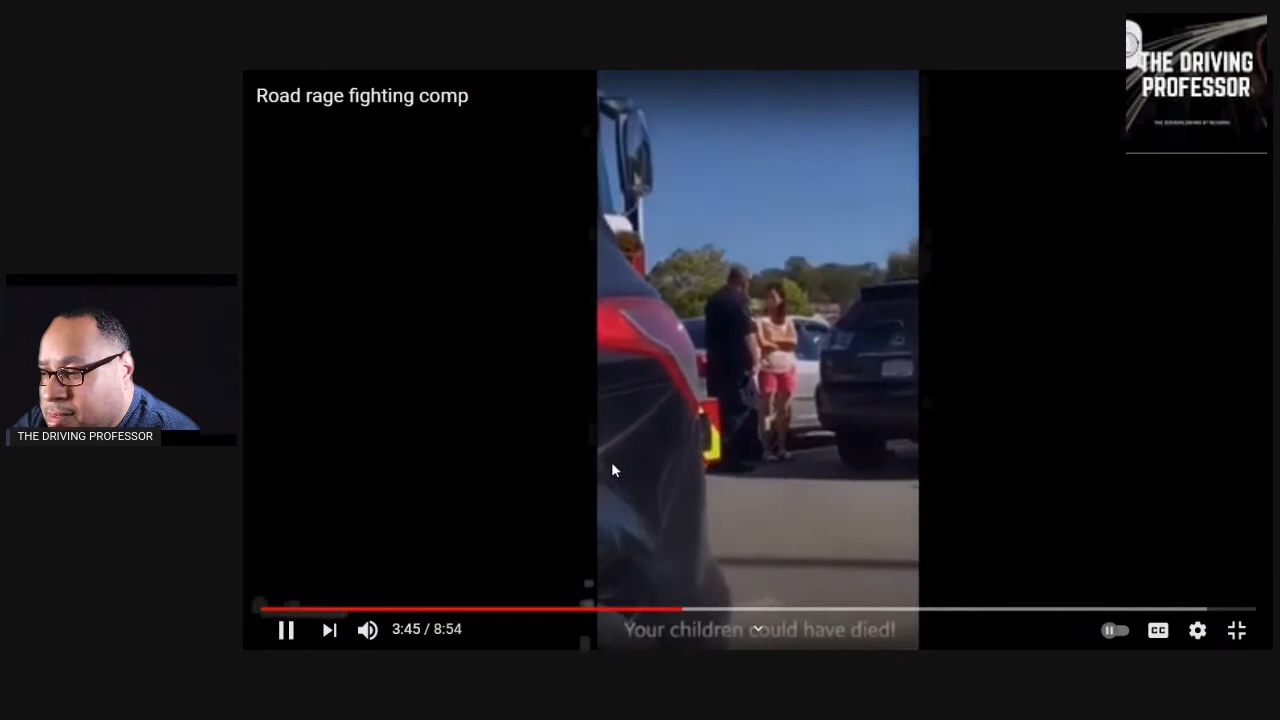 Road rage fighting comp
THE DRIVING
PROFESSOR
THE DRIVING PROFESSOR
Your children could have died!
3:45 / 8:54
CC